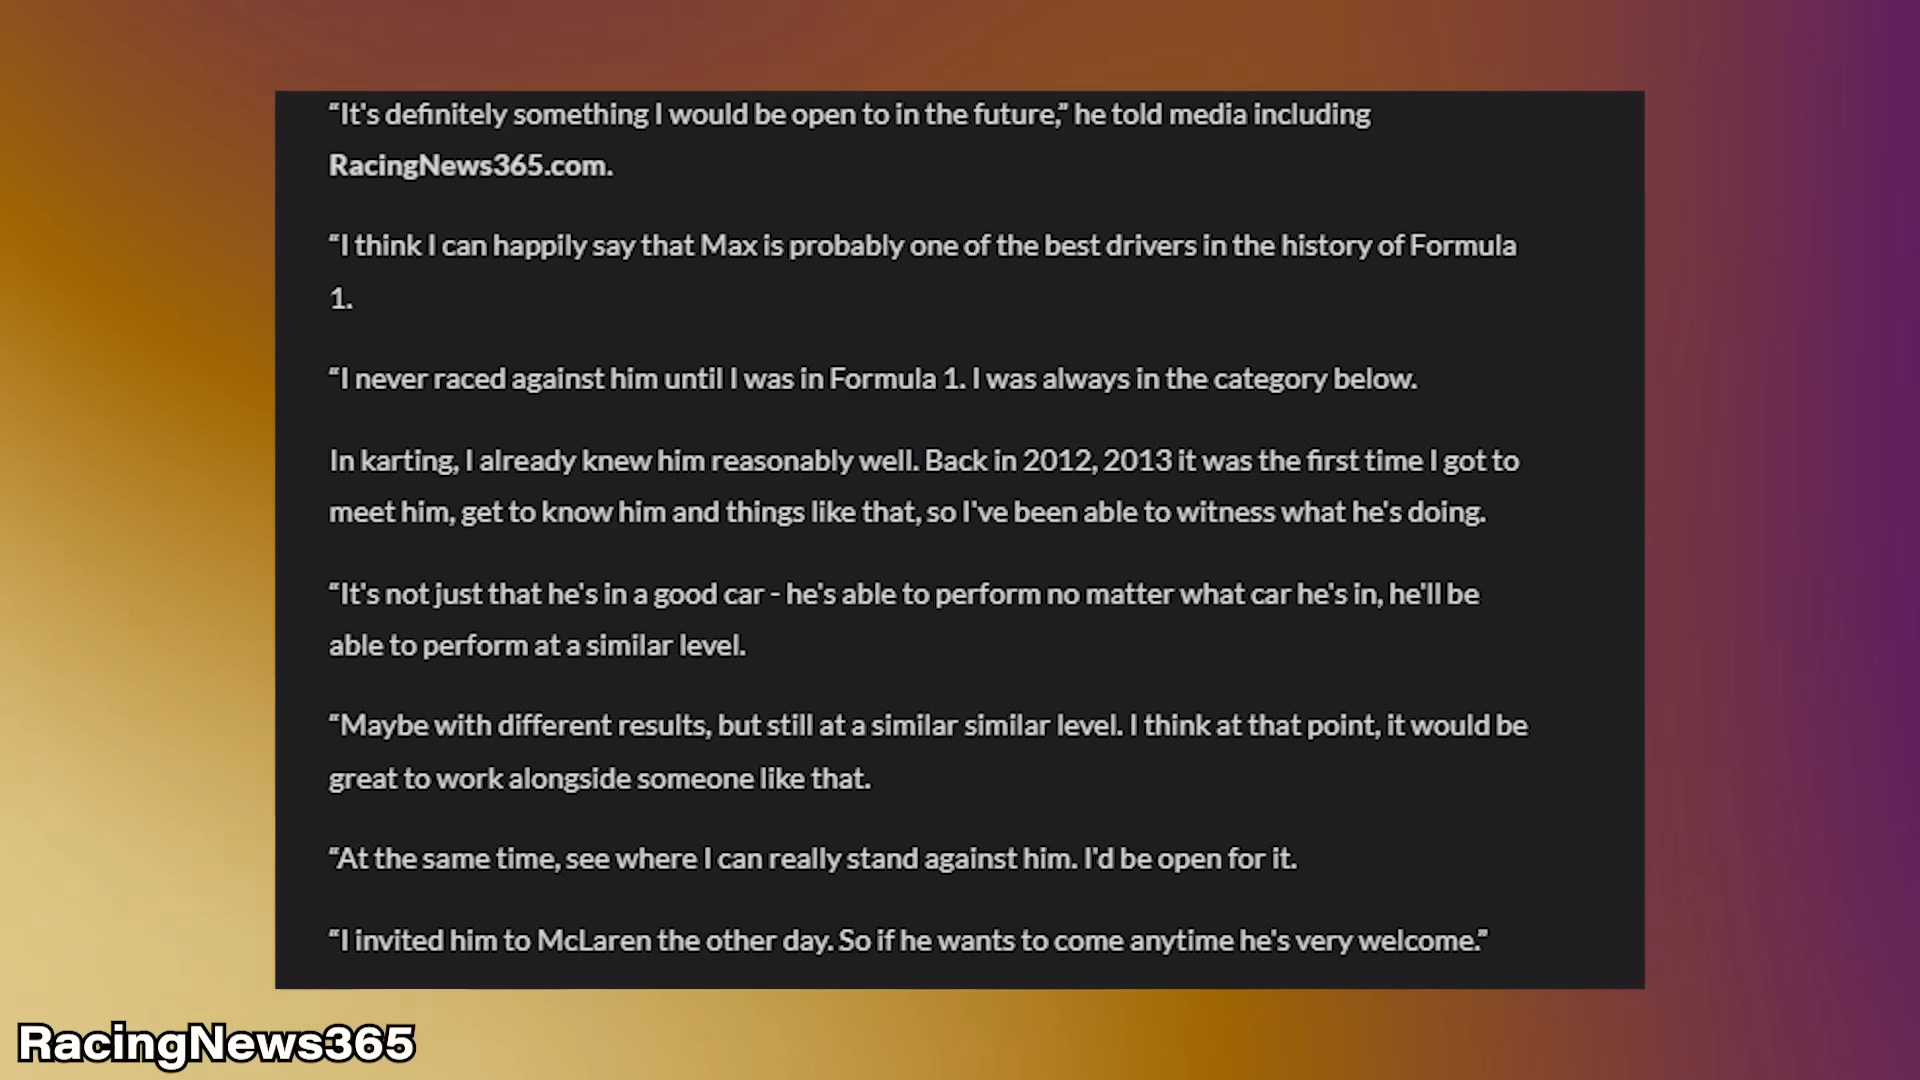 “It's definitely something I would be open to in the future,” he told media including
RacingNews365.com.
“I think I can happily say that Max is probably one of the best drivers in the history of Formula
1.
“I never raced against him until I was in Formula 1. I was always in the category below.
In karting, I already knew him reasonably well. Back in 2012, 2013 it was the first time I got to
meet him, get to know him and things like that, so I've been able to witness what he's doing.
“It's not just that he's in a good car - he's able to perform no matter what car he's in, he'll be
able to perform at a similar level.
“Maybe with different results, but still at a similar similar level. I think at that point, it would be
great to work alongside someone like that.
“At the same time, see where I can really stand against him. I'd be open for it.
“I invited him to McLaren the other day. So if he wants to come anytime he's very welcome.”
RacingNews365